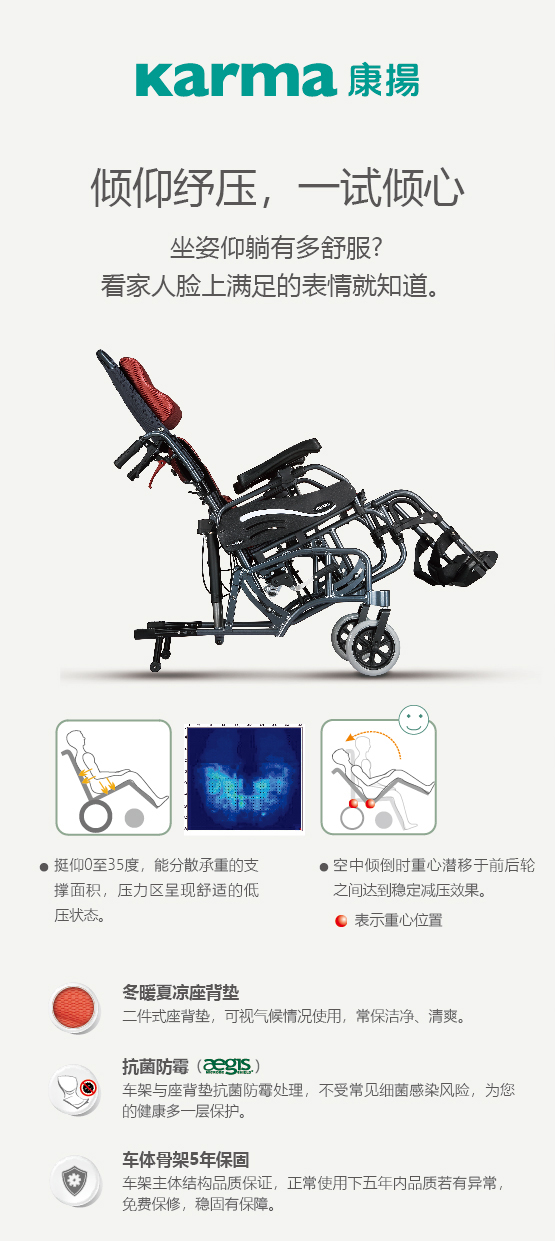 Karma 康揚
倾仰纾压，一试倾心
坐姿仰躺有多舒服?
看家人脸上满足的表情就知道。
● 挺仰0至35度，能分散承重的支
撑面积，压力区呈现舒适的低
压状态。
● 空中倾倒时重心潜移于前后轮
之间达到稳定减压效果。
表示重心位置
冬暖夏凉座背垫
二件式座背垫，可视气候情况使用，常保洁净、清爽。
抗菌防霉（aegis MICROBE SHIELD）
车架与座背垫抗菌防霉处理，不受常见细菌感染风险，为您
的健康多一层保护。
车体骨架5年保固
车架主体结构品质保证，正常使用下五年内品质若有异常，
免费保修，稳固有保障。